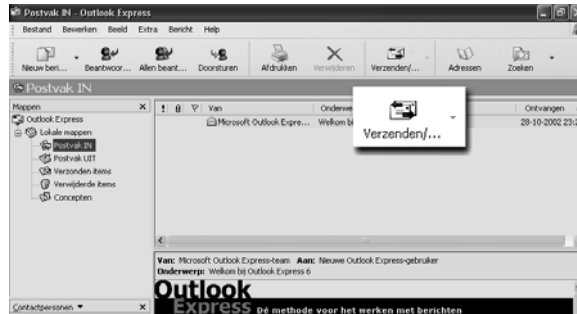 Postvak IN - Outlook Express
Bestand Bewerken Beeld Extra Bericht Help
Nieuw beri... Beantwoor... Allen beant... Doorsturen Afdrukken Verwijderen Verzenden/... Adressen Zoeken
Postvak IN
Mappen
Outlook Express
Lokale mappen
Postvak IN
Postvak UIT
Verzonden items
Verwijderde items
Concepten
Contactpersonen
! Van Onderwe Ontvangen
Microsoft Outlook Expre... Welkom bi 28-10-2002 23:2
Verzenden/...
Van: Microsoft Outlook Express-team Aan: Nieuwe Outlook Express-gebruiker
Onderwerp: Welkom bij Outlook Express 6
Outlook
Express Dé methode voor het werken met berichten